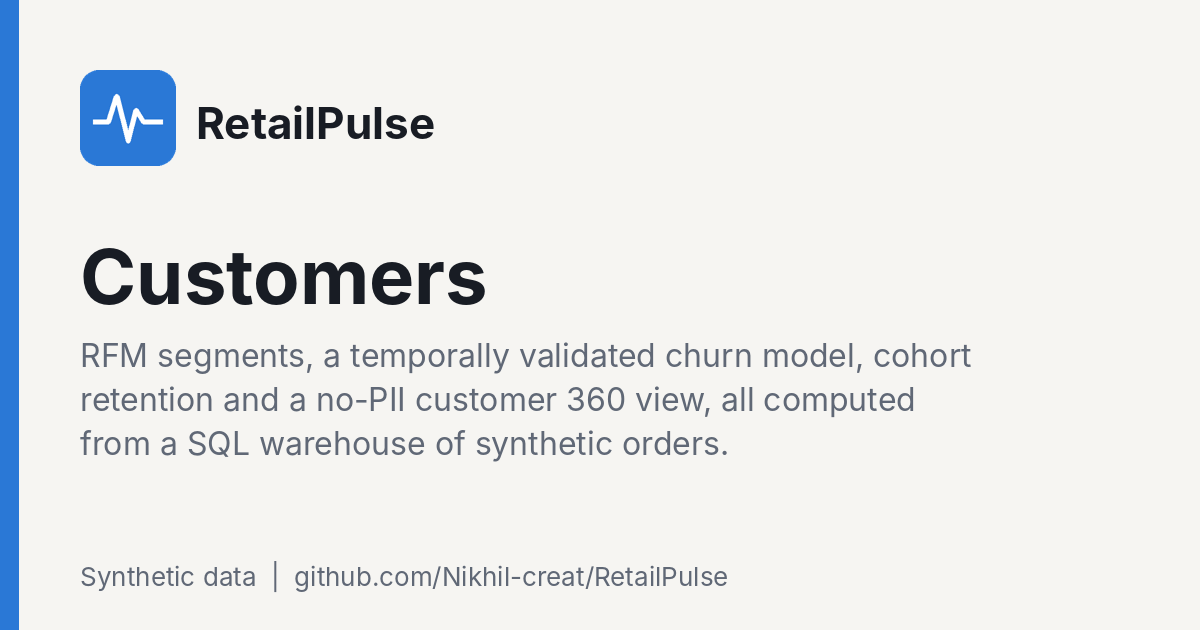 RetailPulse
Customers
RFM segments, a temporally validated churn model, cohort
retention and a no-PII customer 360 view, all computed
from a SQL warehouse of synthetic orders.
Synthetic data | github.com/Nikhil-creat/RetailPulse